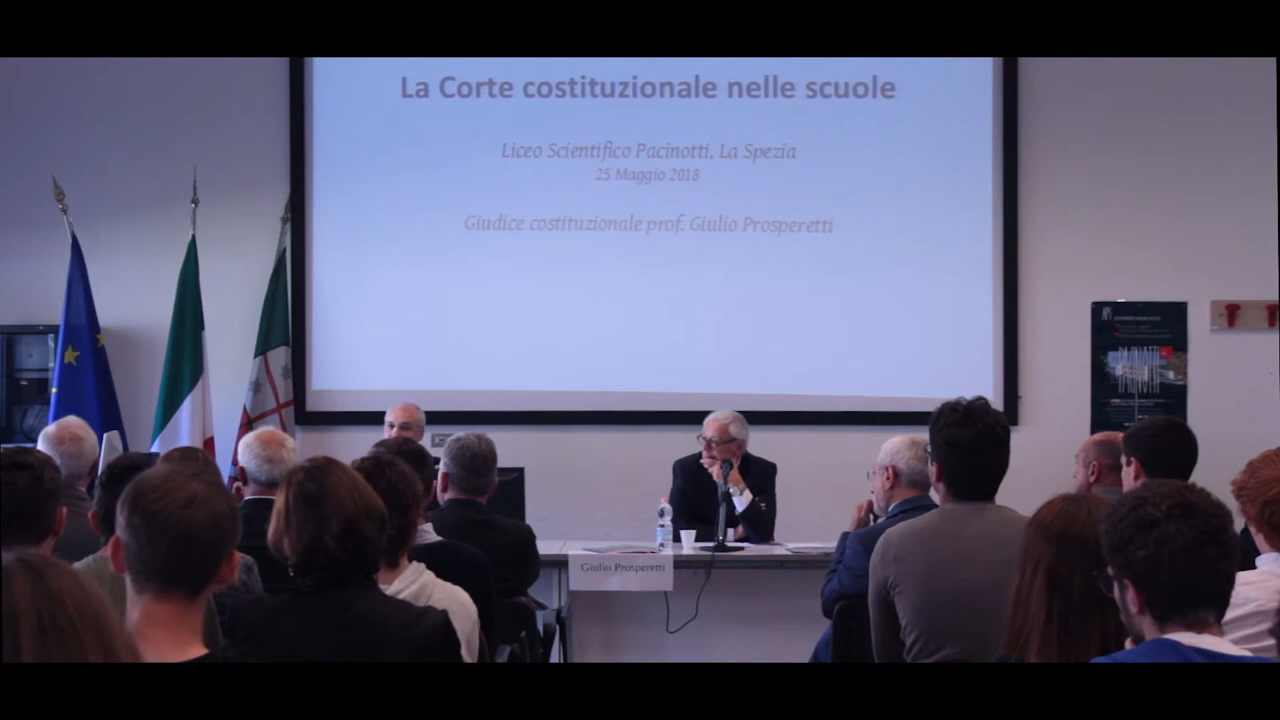 La Corte costituzionale nelle scuole
Liceo Scientifico Pacinotti, La Spezia
25 Maggio 2018
Giudice costituzionale prof. Giulio Prosperetti
PACINOTTI
Giulio Prosperetti